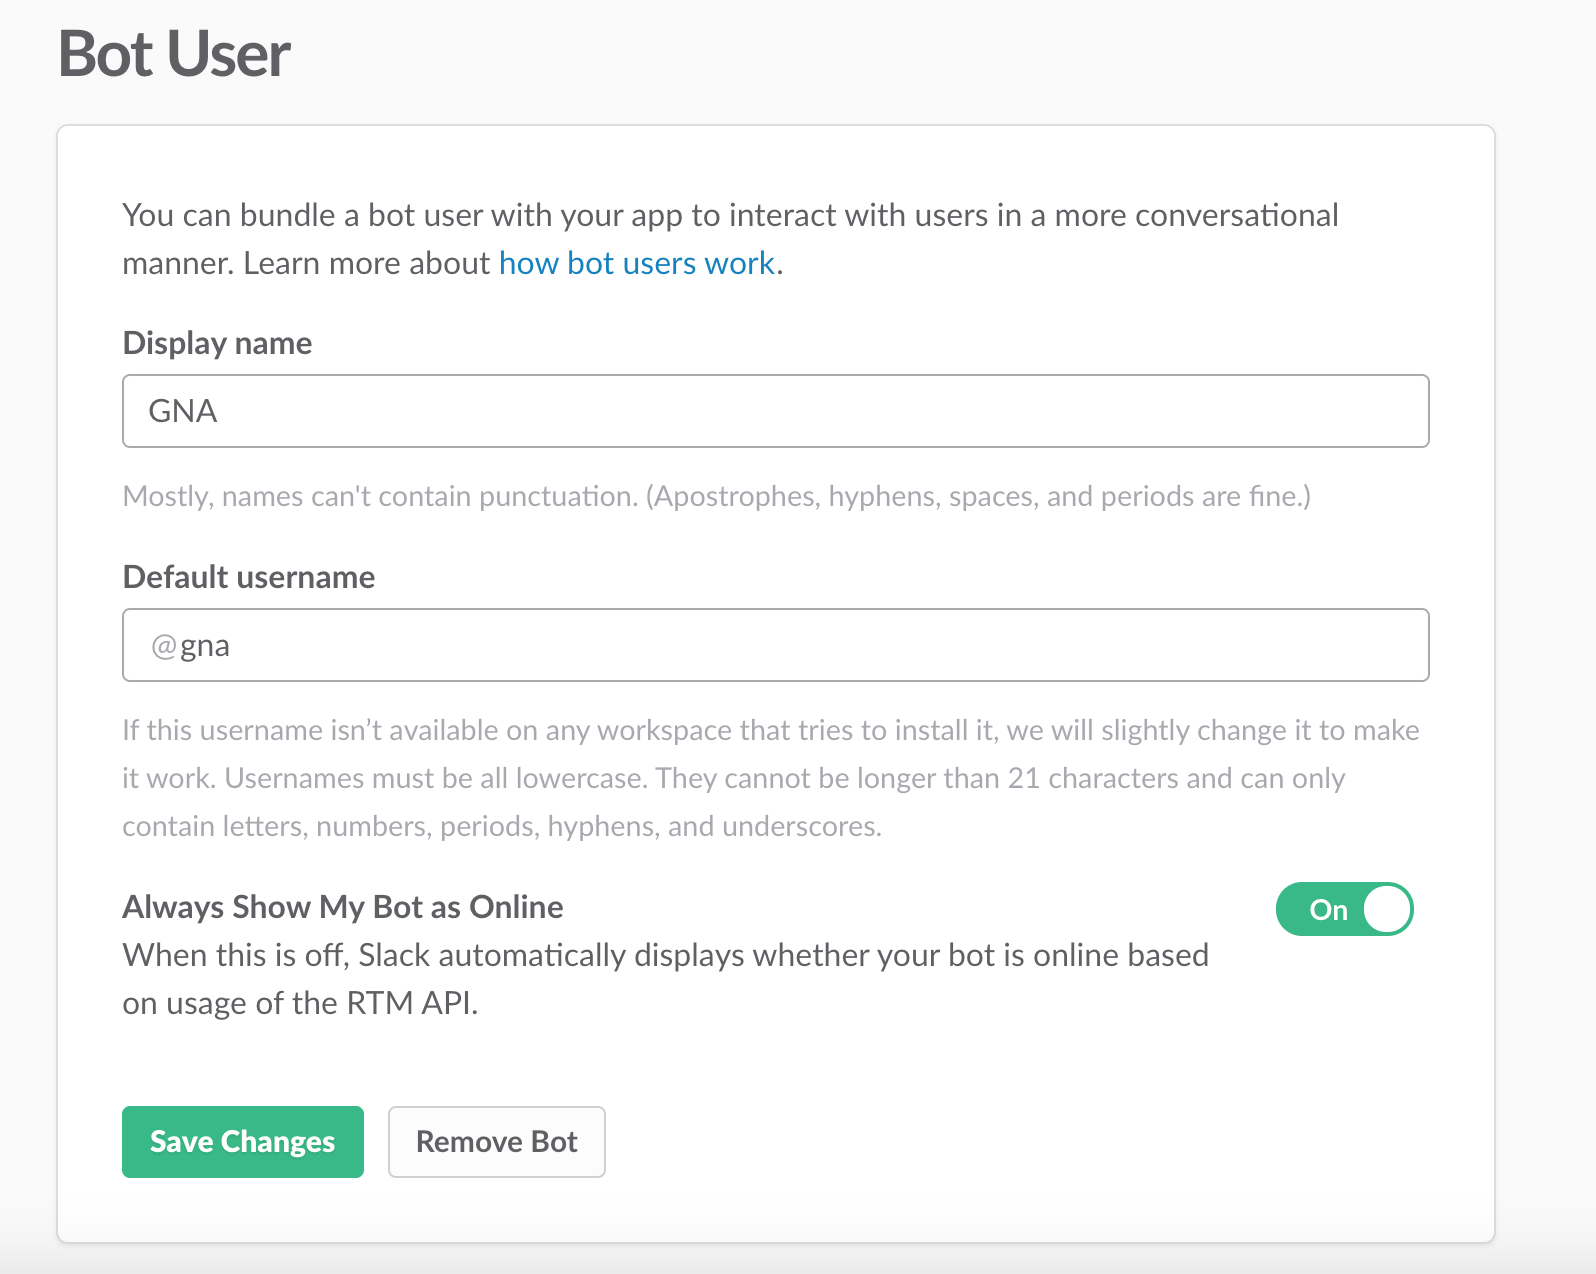 Bot User
You can bundle a bot user with your app to interact with users in a more conversational
manner. Learn more about how bot users work.
Display name
GNA
Mostly, names can't contain punctuation. (Apostrophes, hyphens, spaces, and periods are fine.)
Default username
@gna
If this username isn’t available on any workspace that tries to install it, we will slightly change it to make
it work. Usernames must be all lowercase. They cannot be longer than 21 characters and can only
contain letters, numbers, periods, hyphens, and underscores.
Always Show My Bot as Online
On
When this is off, Slack automatically displays whether your bot is online based
on usage of the RTM API.
Save Changes
Remove Bot